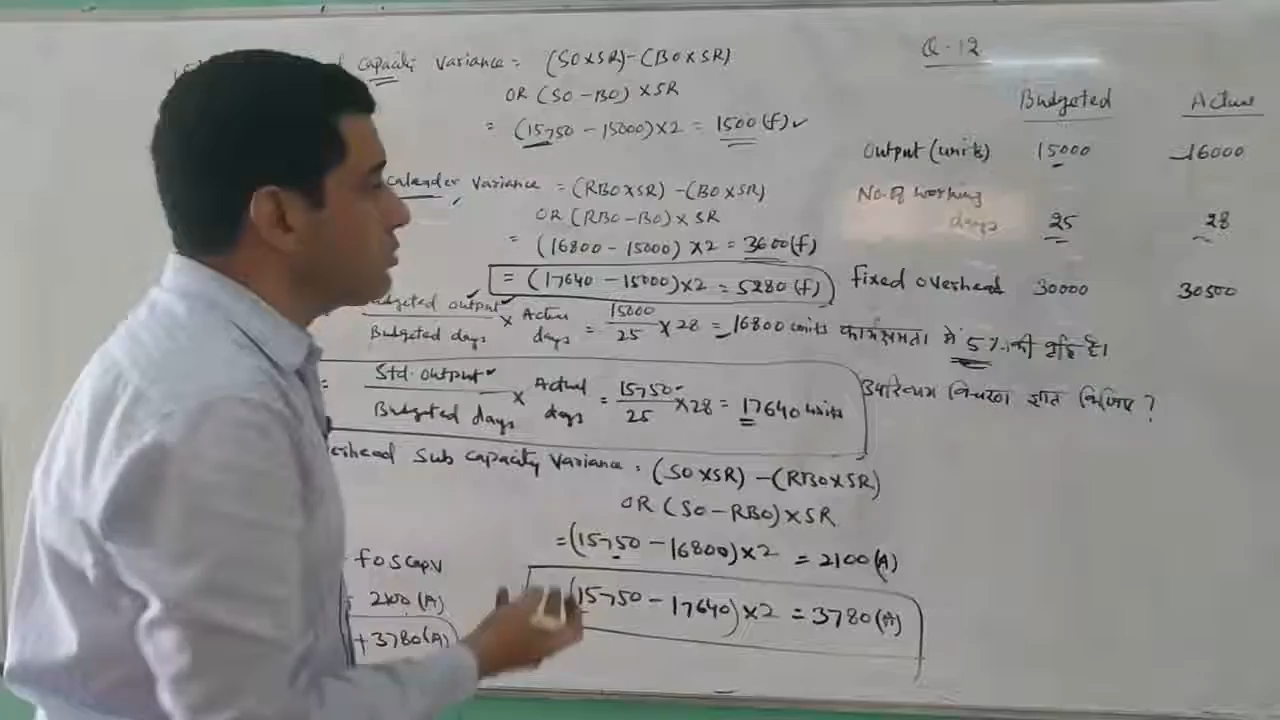 capacity Variance = (SO×SR) – (BO×SR)
OR (SO – BO) × SR
= (15750 – 15000)×2 = 1500(f)
Calender Variance = (RBO×SR) – (BO×SR)
OR (RBO – BO) × SR
= (16800 – 15000) ×2 = 3600(f)
= (17640 – 15000)×2 = 5280(f)
output / Budgeted days × Actual days = 15000/25 × 28 = 16800 units
= Std. output / Budgeted days × Actual days = 15750/25 × 28 = 17640 units
Sub capacity Variance = (SO×SR) – (RBO×SR)
OR (SO – RBO) × SR
= (15750 – 16800)×2 = 2100(A)
(15750 – 17640)×2 = 3780(A)
FOSCapV
2100(A)
+3780(A)
Q.12
Budgeted Actual
Output (units) 15000 16000
No. of working days 25 28
Fixed overhead 30000 30500
कार्यक्षमता में 5% की वृद्धि है।
उपरिव्यय विचरण ज्ञात कीजिए ?